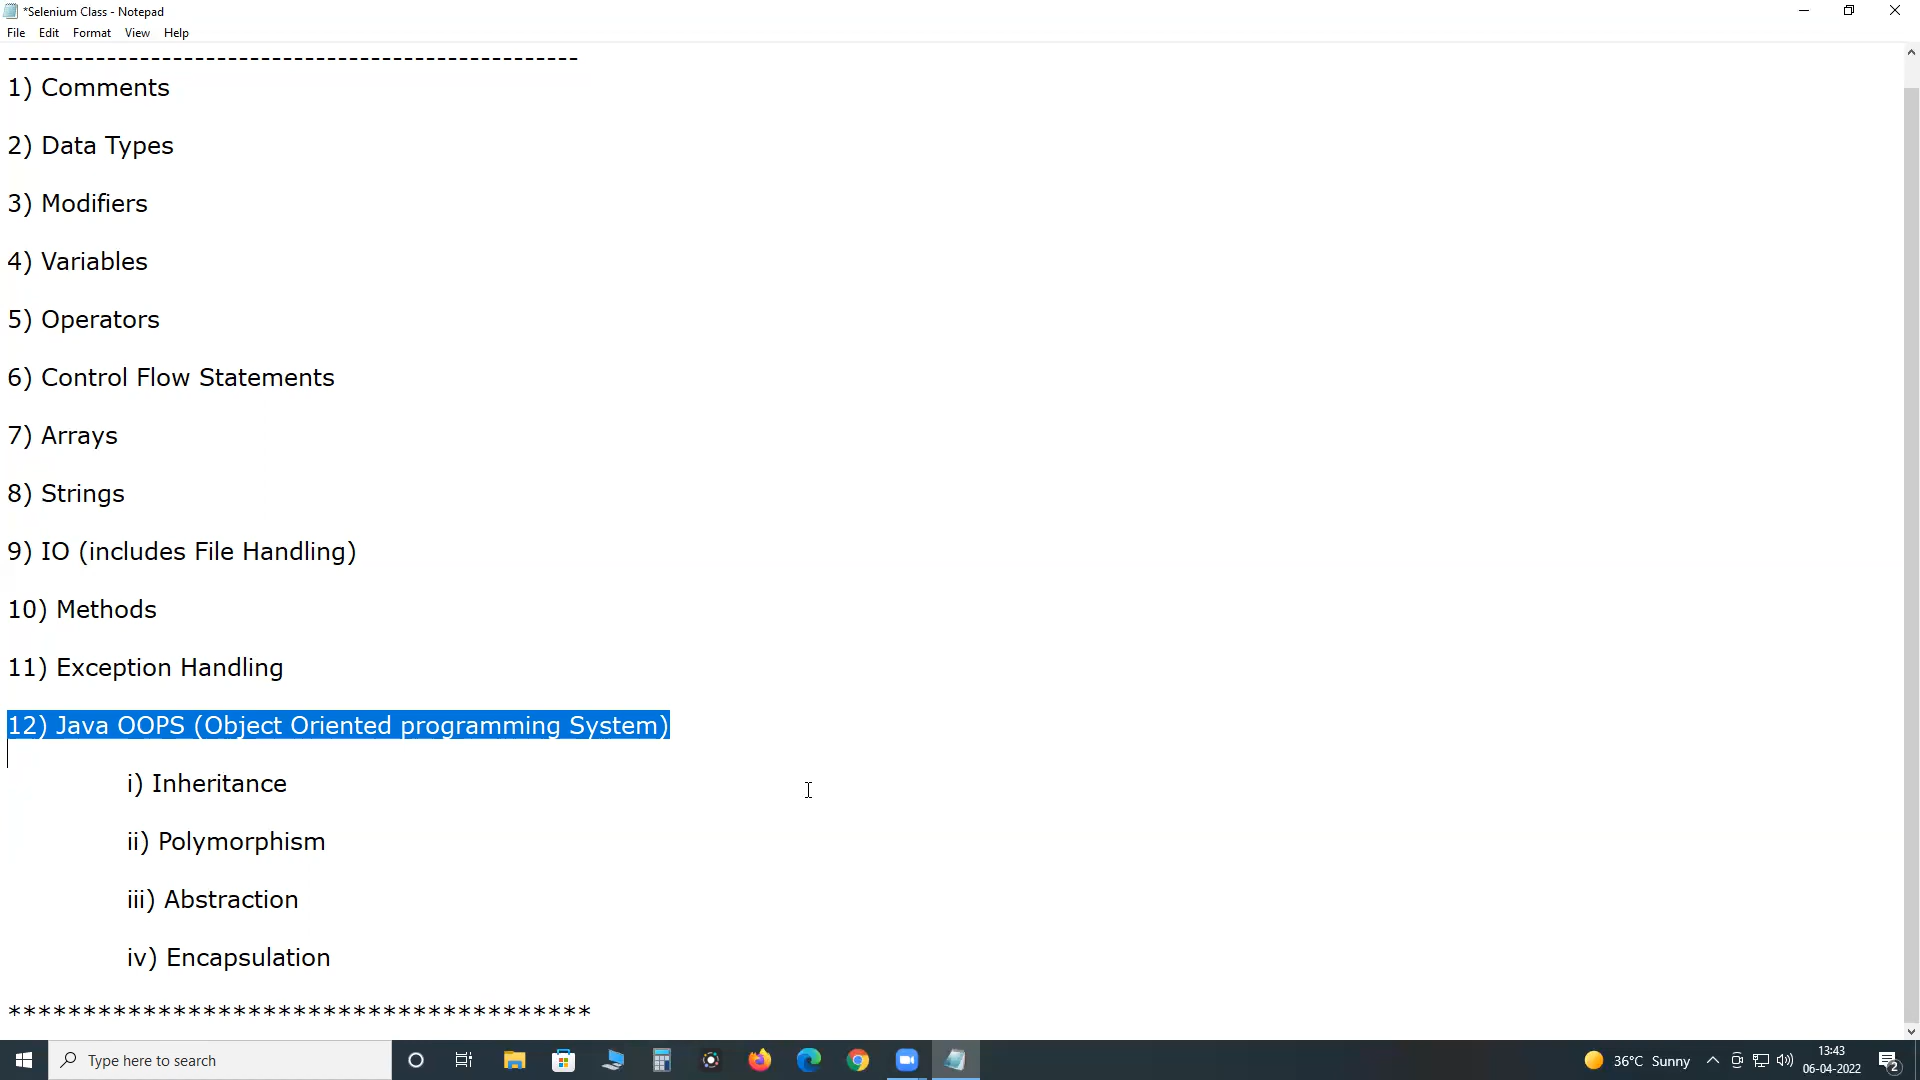 *Selenium Class - Notepad
File Edit Format View Help
----------------------------------------------------
1) Comments
2) Data Types
3) Modifiers
4) Variables
5) Operators
6) Control Flow Statements
7) Arrays
8) Strings
9) IO (includes File Handling)
10) Methods
11) Exception Handling
12) Java OOPS (Object Oriented programming System)
i) Inheritance
ii) Polymorphism
iii) Abstraction
iv) Encapsulation
***************************************
Type here to search
36°C Sunny
13:43
06-04-2022
2